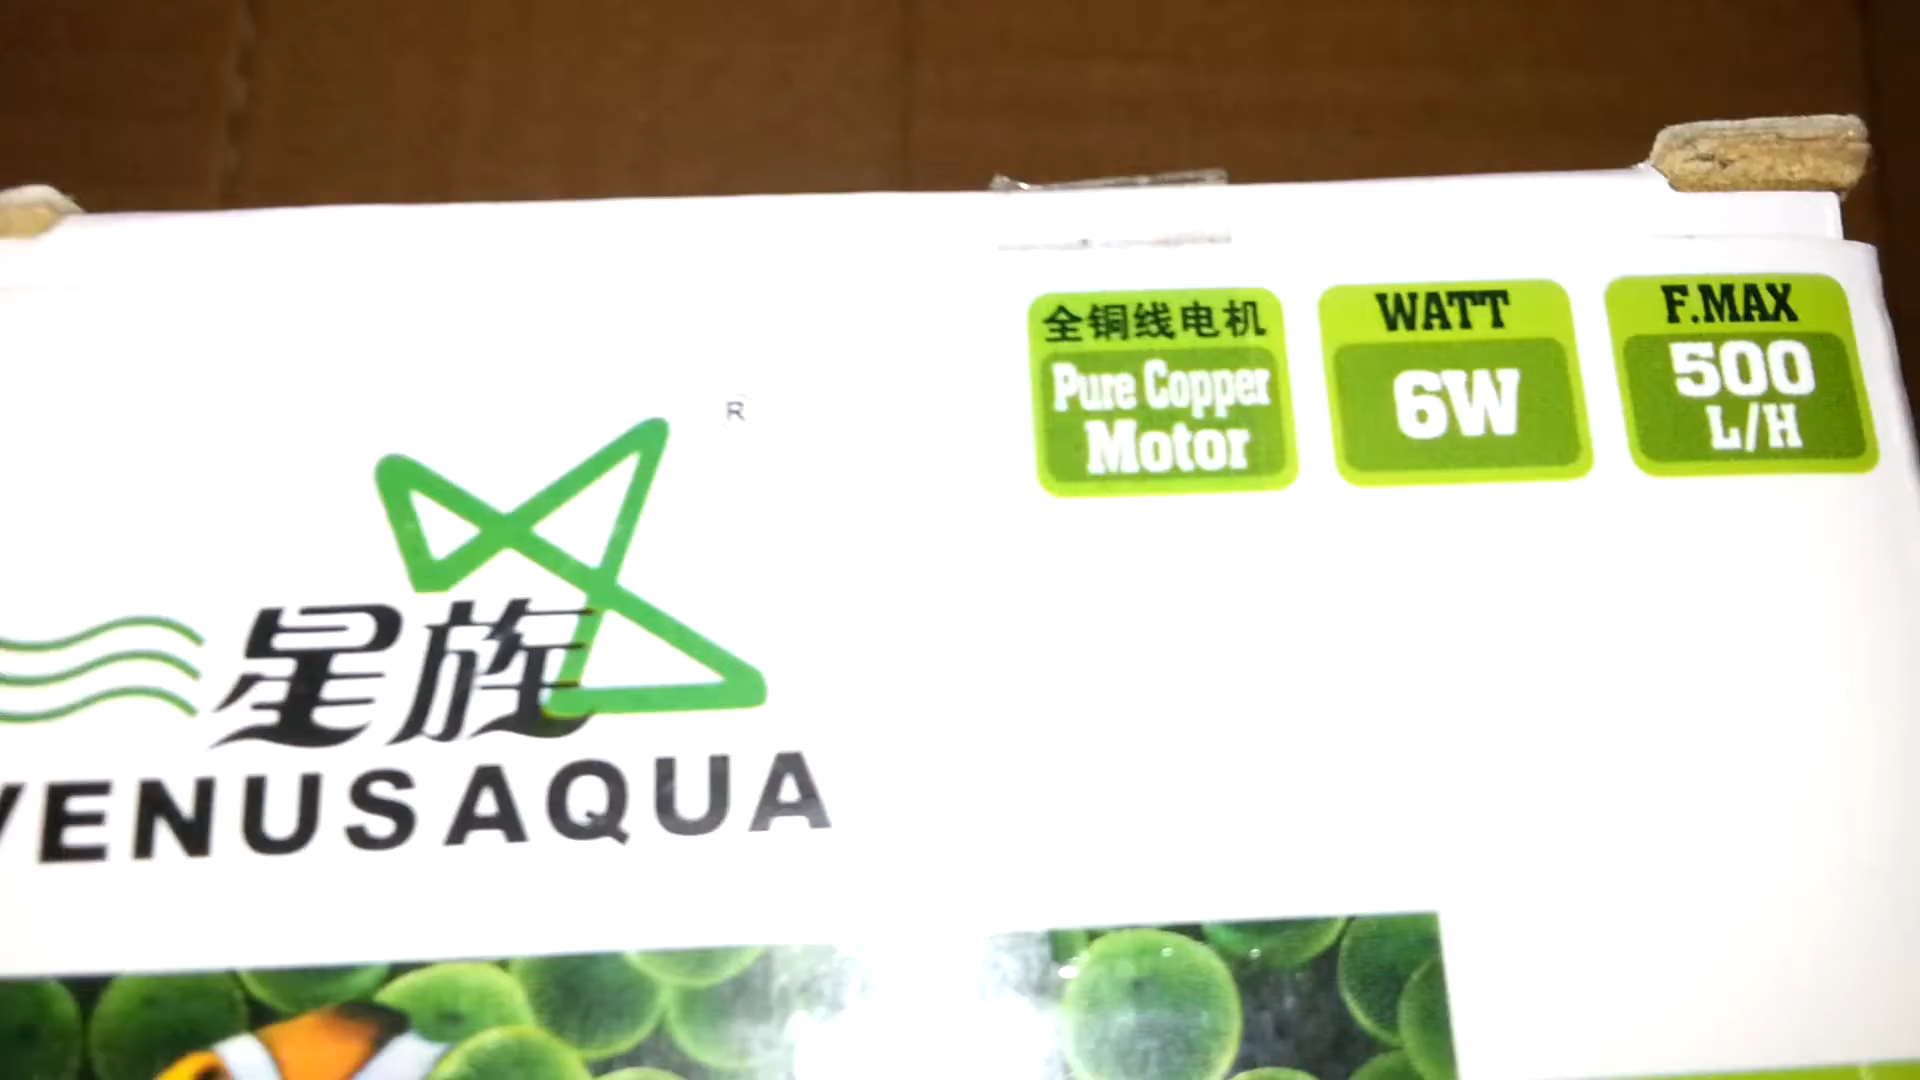 全铜线电机
Pure Copper
Motor
WATT
6W
F.MAX
500
L/H
R
星族
VENUSAQUA